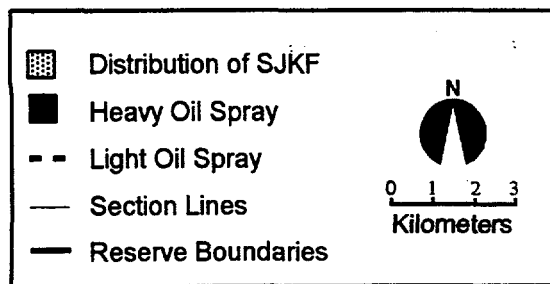 Distribution of SJKF
Heavy Oil Spray
Light Oil Spray
Section Lines
Reserve Boundaries
N
0 1 2 3
Kilometers